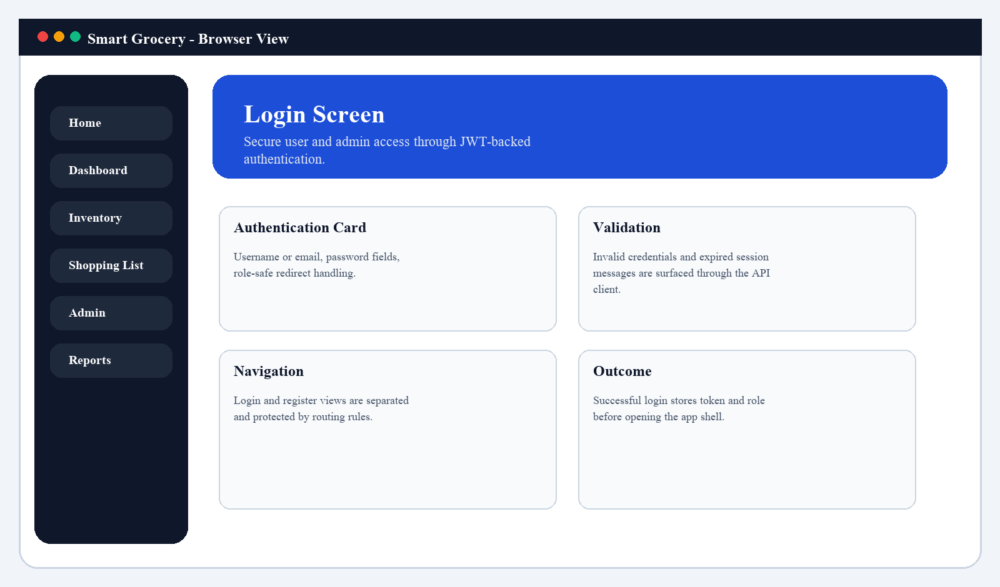 Smart Grocery - Browser View
Home
Dashboard
Inventory
Shopping List
Admin
Reports
Login Screen
Secure user and admin access through JWT-backed
authentication.
Authentication Card
Username or email, password fields,
role-safe redirect handling.
Validation
Invalid credentials and expired session
messages are surfaced through the API
client.
Navigation
Login and register views are separated
and protected by routing rules.
Outcome
Successful login stores token and role
before opening the app shell.